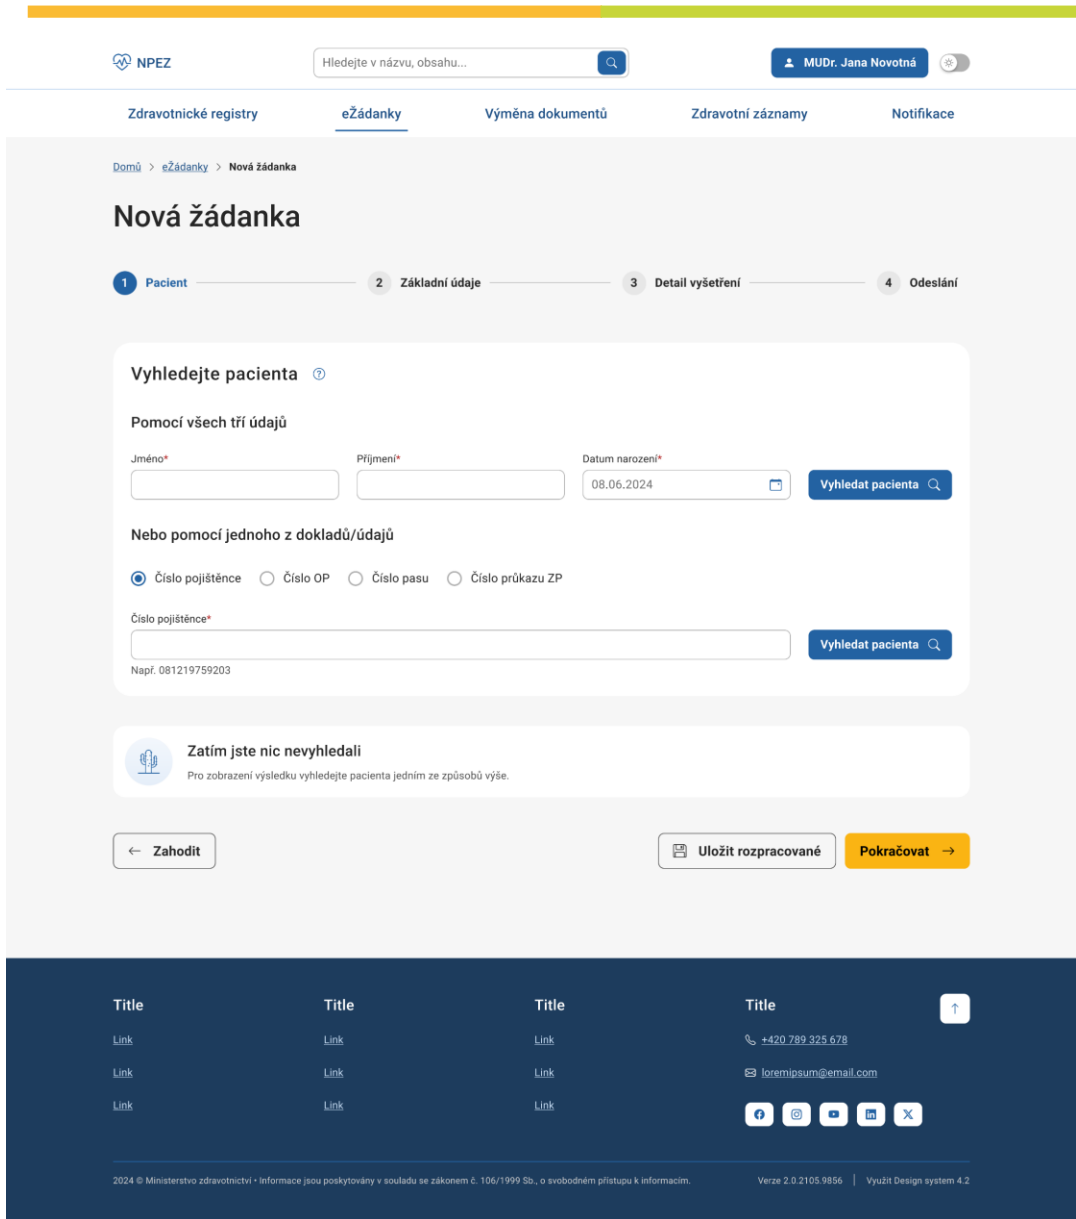 NPEZ
Hledejte v názvu, obsahu...
MUDr. Jana Novotná
Zdravotnické registry
eŽádanky
Výměna dokumentů
Zdravotní záznamy
Notifikace
Domů > eŽádanky > Nová žádanka
Nová žádanka
1 Pacient
2 Základní údaje
3 Detail vyšetření
4 Odeslání
Vyhledejte pacienta ?
Pomocí všech tří údajů
Jméno*
Příjmení*
Datum narození*
08.06.2024
Vyhledat pacienta
Nebo pomocí jednoho z dokladů/údajů
Číslo pojištěnce
Číslo OP
Číslo pasu
Číslo průkazu ZP
Číslo pojištěnce*
Vyhledat pacienta
Např. 081219759203
Zatím jste nic nevyhledali
Pro zobrazení výsledku vyhledejte pacienta jedním ze způsobů výše.
← Zahodit
Uložit rozpracované
Pokračovat →
Title
Link
Link
Link
Title
Link
Link
Link
Title
Link
Link
Link
Title
+420 789 325 678
loremipsum@email.com
2024 © Ministerstvo zdravotnictví • Informace jsou poskytovány v souladu se zákonem č. 106/1999 Sb., o svobodném přístupu k informacím.
Verze 2.0.2105.9856 | Využit Design system 4.2